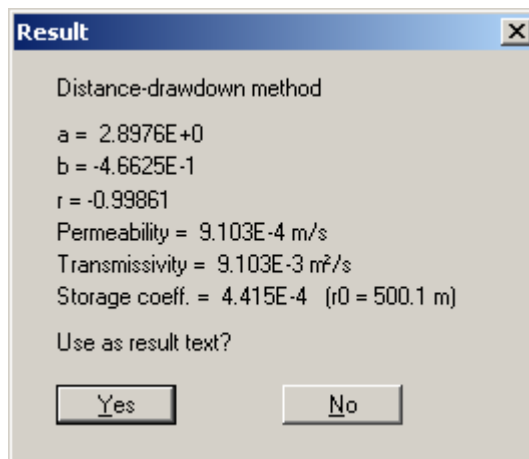 Result
Distance-drawdown method
a = 2.8976E+0
b = -4.6625E-1
r = -0.99861
Permeability = 9.103E-4 m/s
Transmissivity = 9.103E-3 m²/s
Storage coeff. = 4.415E-4 (r0 = 500.1 m)
Use as result text?
Yes No